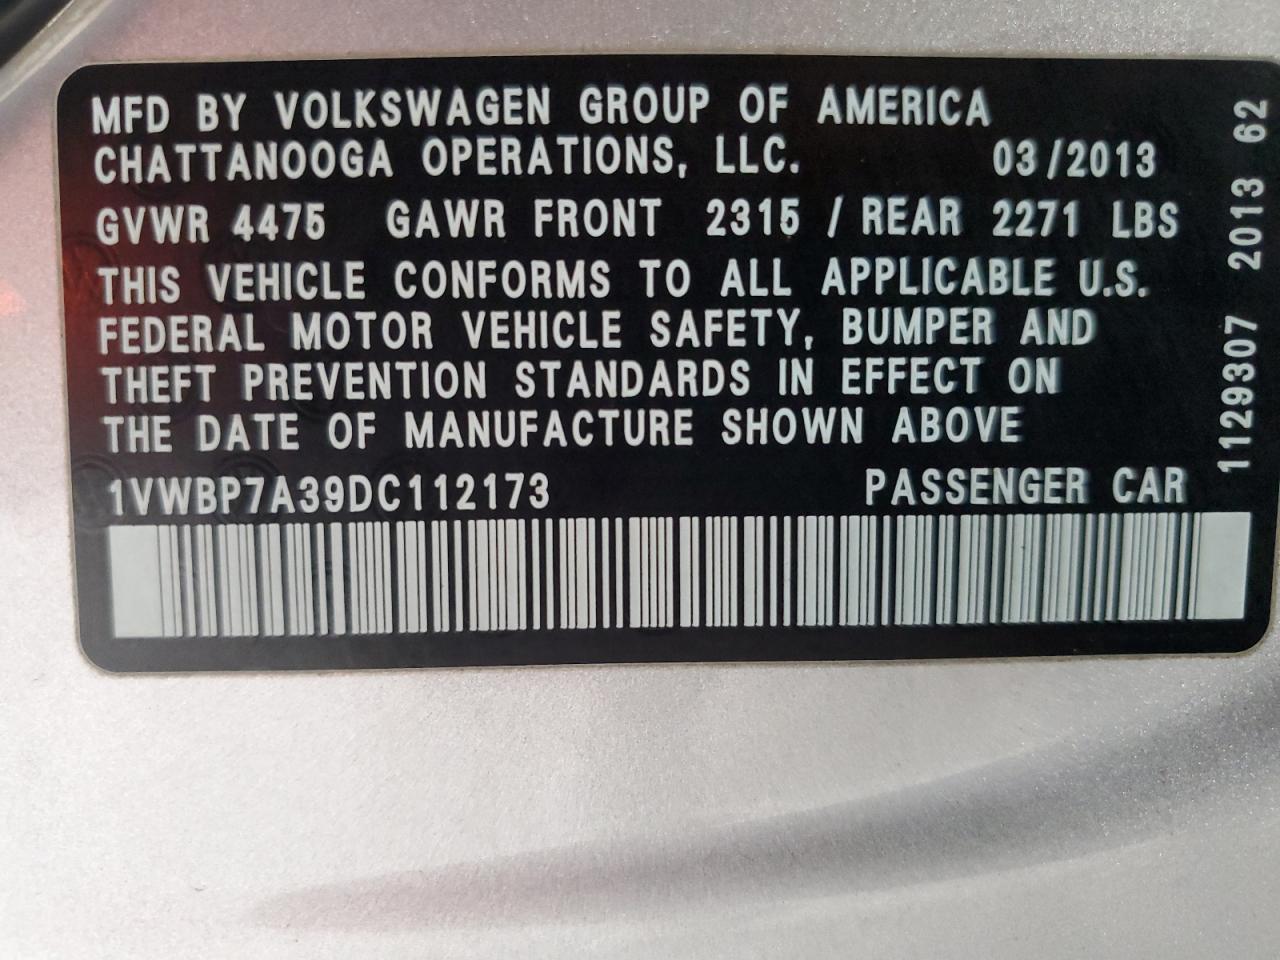 MFD BY VOLKSWAGEN GROUP OF AMERICA
CHATTANOOGA OPERATIONS, LLC. 03/2013
GVWR 4475 GAWR FRONT 2315 / REAR 2271 LBS
THIS VEHICLE CONFORMS TO ALL APPLICABLE U.S.
FEDERAL MOTOR VEHICLE SAFETY, BUMPER AND
THEFT PREVENTION STANDARDS IN EFFECT ON
THE DATE OF MANUFACTURE SHOWN ABOVE
1VWBP7A39DC112173 PASSENGER CAR
1129307 2013 62